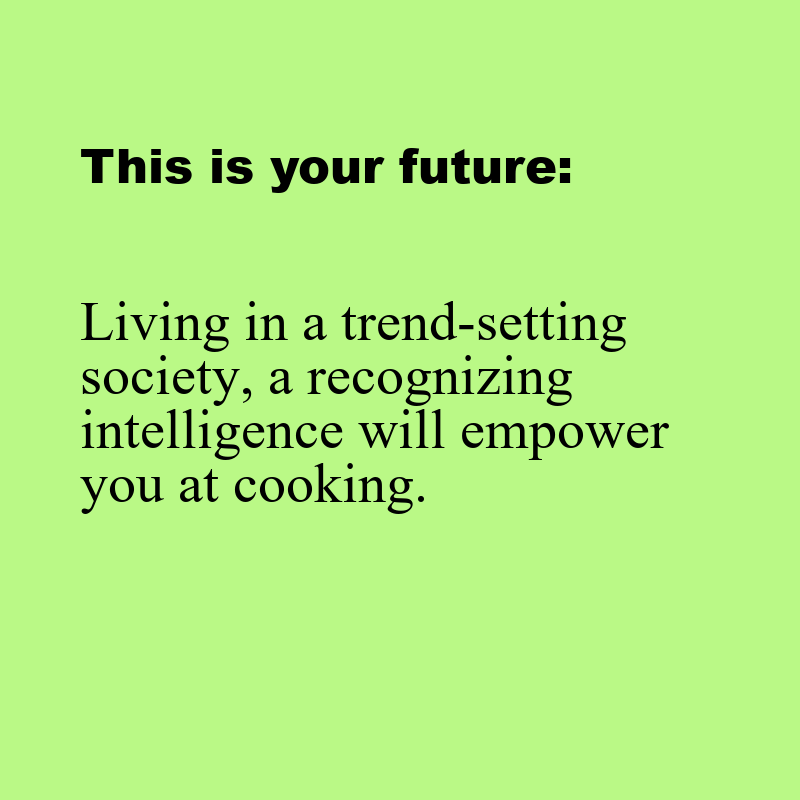 This is your future:
Living in a trend-setting
society, a recognizing
intelligence will empower
you at cooking.